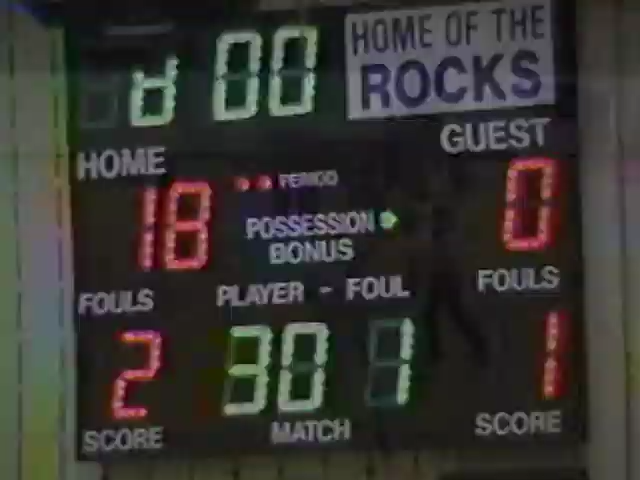 d 00
HOME OF THE
ROCKS
HOME
GUEST
18
PERIOD
0
POSSESSION
BONUS
FOULS
PLAYER - FOUL
FOULS
2
30
1
1
SCORE
MATCH
SCORE